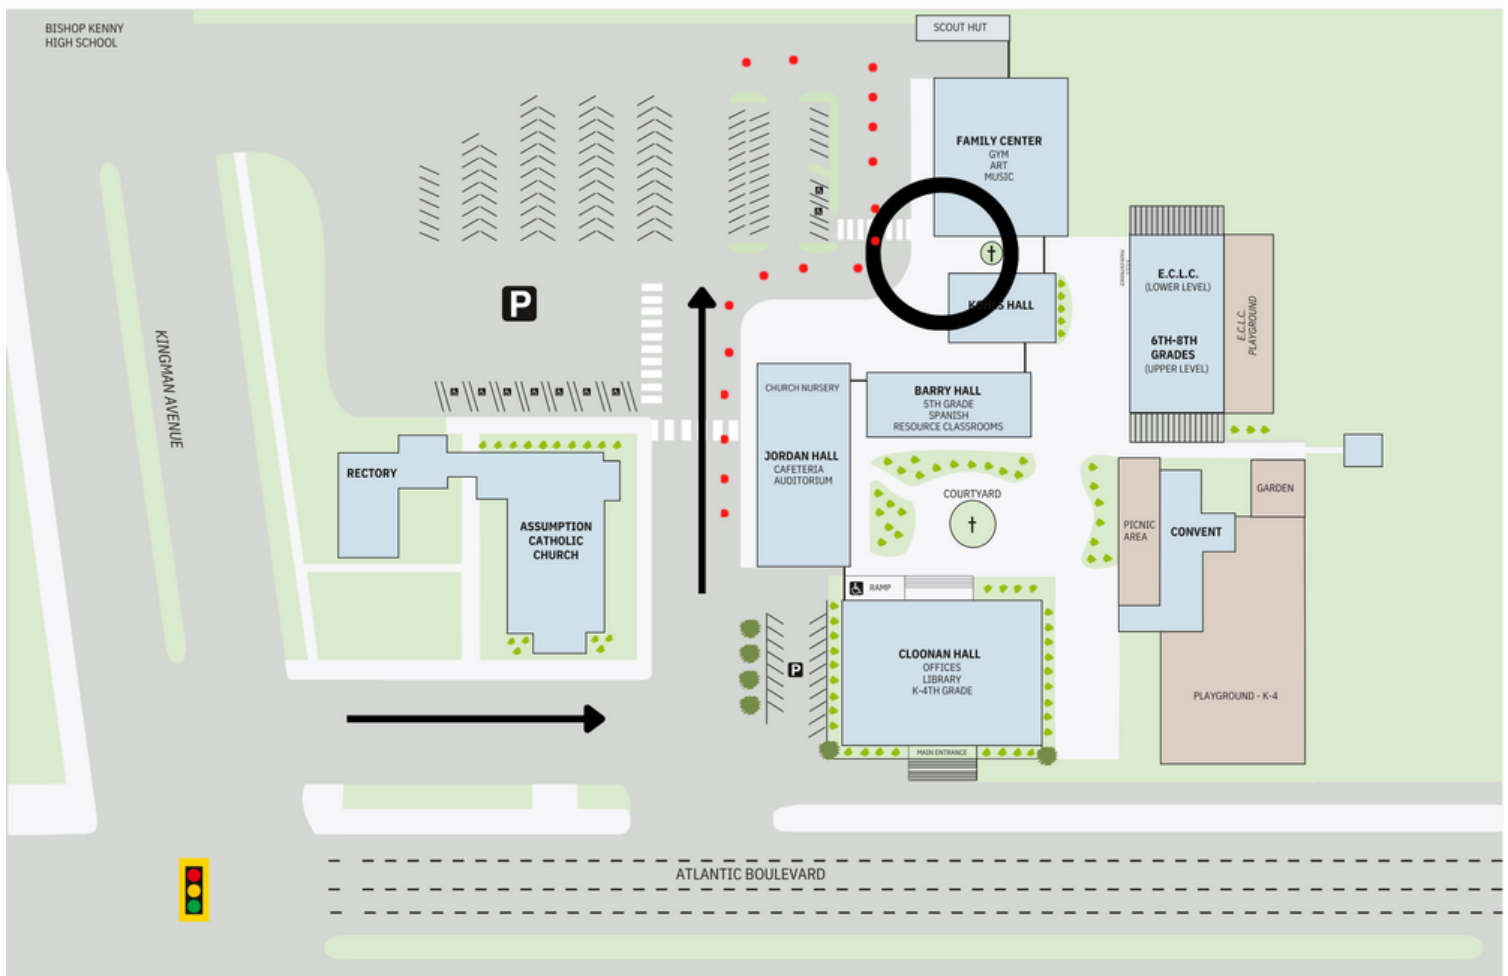 BISHOP KENNY
HIGH SCHOOL
SCOUT HUT
FAMILY CENTER
GYM
ART
MUSIC
P
HALL
KINGMAN AVENUE
E.C.L.C.
(LOWER LEVEL)
6TH-8TH
GRADES
(UPPER LEVEL)
E.C.L.C.
PLAYGROUND
CHURCH NURSERY
JORDAN HALL
CAFETERIA
AUDITORIUM
BARRY HALL
5TH GRADE
SPANISH
RESOURCE CLASSROOMS
RECTORY
ASSUMPTION
CATHOLIC
CHURCH
COURTYARD
PICNIC
AREA
CONVENT
GARDEN
RAMP
P
CLOONAN HALL
OFFICES
LIBRARY
K-4TH GRADE
MAIN ENTRANCE
PLAYGROUND - K-4
ATLANTIC BOULEVARD